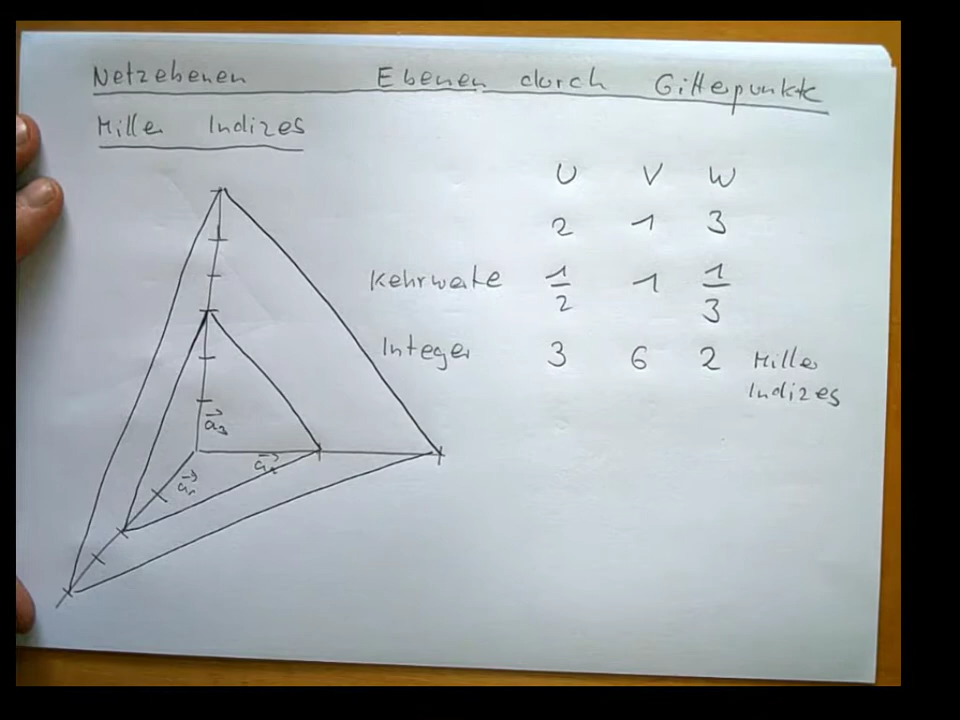 Netzebenen Ebenen durch Gitterpunkte
Miller Indizes
U V W
2 1 3
Kehrwerte 1/2 1 1/3
Integer 3 6 2 Miller
Indizes
a₃
a₂
a₁